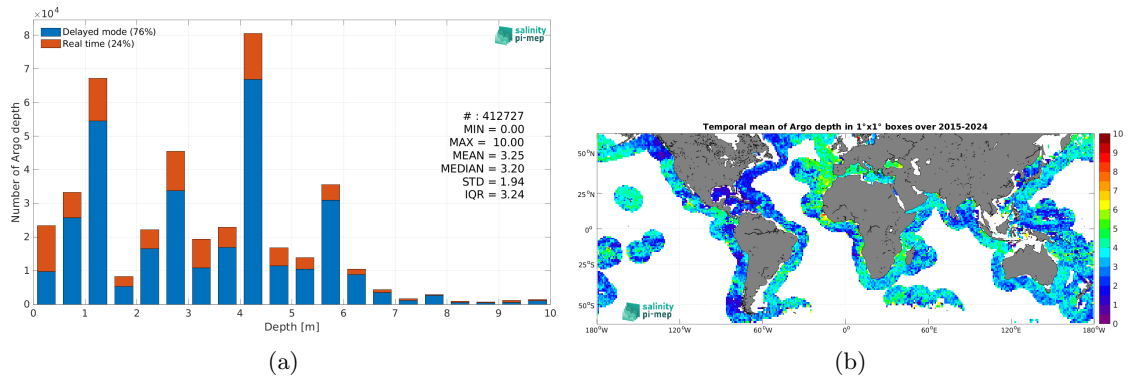 ×10⁴
8
7
6
5
4
3
2
1
0
Number of Argo depth
Delayed mode (76%)
Real time (24%)
salinity
pi-mep
# : 412727
MIN = 0.00
MAX = 10.00
MEAN = 3.25
MEDIAN = 3.20
STD = 1.94
IQR = 3.24
0 1 2 3 4 5 6 7 8 9 10
Depth [m]
(a)
Temporal mean of Argo depth in 1°x1° boxes over 2015-2024
50°N
25°N
0°
25°S
50°S
180°W 120°W 60°W 0° 60°E 120°E 180°W
salinity
pi-mep
10
9
8
7
6
5
4
3
2
1
0
(b)